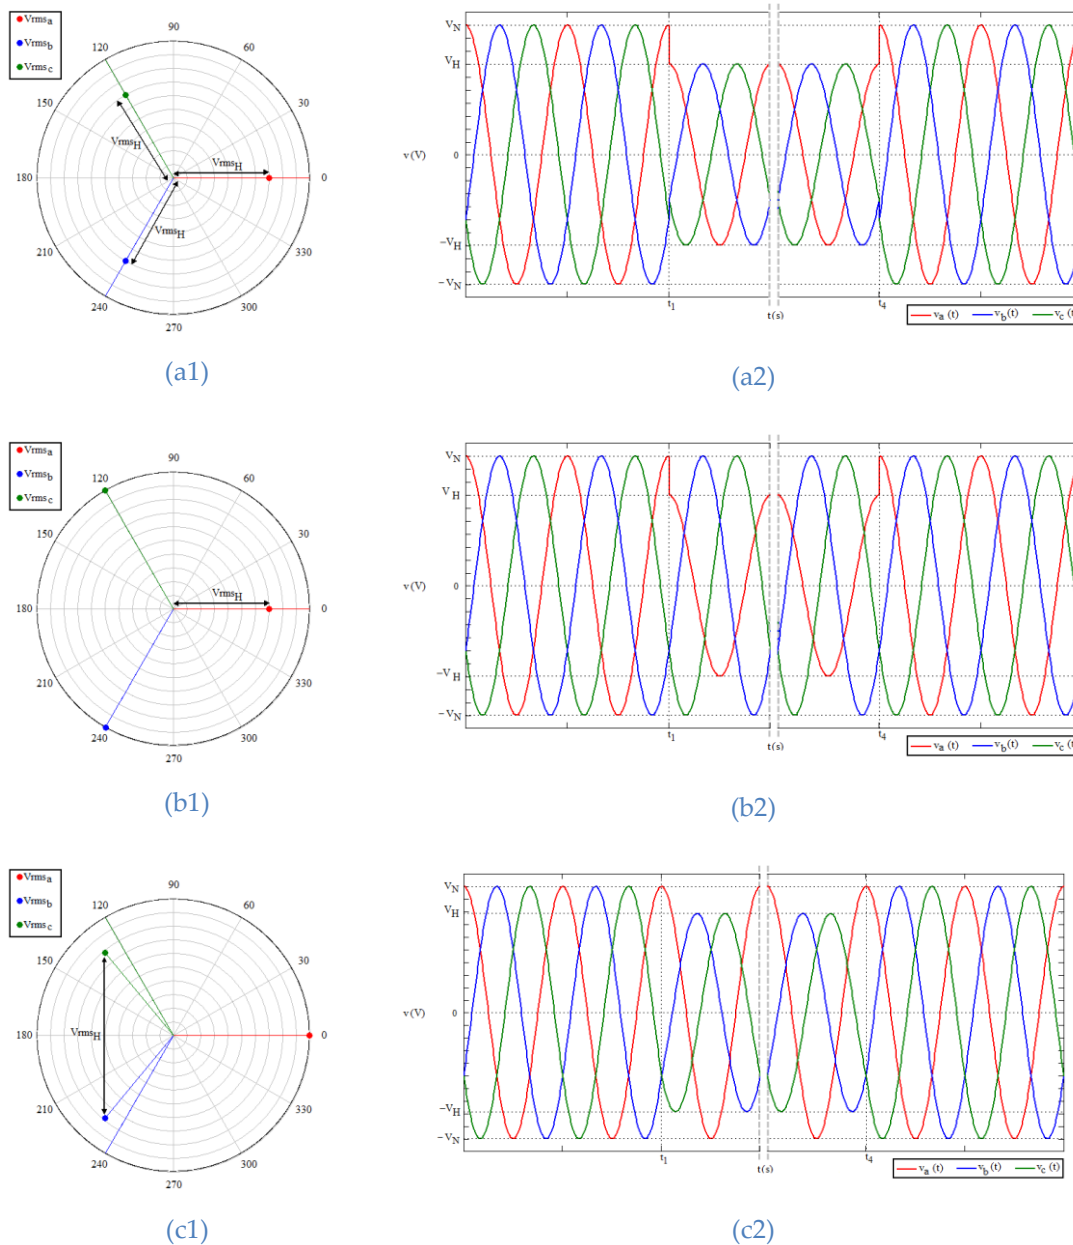 Vrms_a
Vrms_b
Vrms_c
90
120
60
150
30
Vrms_H
Vrms_H
180
0
Vrms_H
210
330
240
300
270
(a1)
V_N
V_H
v(V)
0
−V_H
−V_N
t_1
t(s)
t_4
v_a (t)
v_b(t)
v_c (t)
(a2)
Vrms_a
Vrms_b
Vrms_c
90
120
60
150
30
Vrms_H
180
0
210
330
240
300
270
(b1)
V_N
V_H
v(V)
0
−V_H
−V_N
t_1
t(s)
t_4
v_a (t)
v_b(t)
v_c (t)
(b2)
Vrms_a
Vrms_b
Vrms_c
90
120
60
150
30
180
Vrms_H
0
210
330
240
300
270
(c1)
V_N
V_H
v(V)
0
−V_H
−V_N
t_1
t(s)
t_4
v_a (t)
v_b(t)
v_c (t)
(c2)